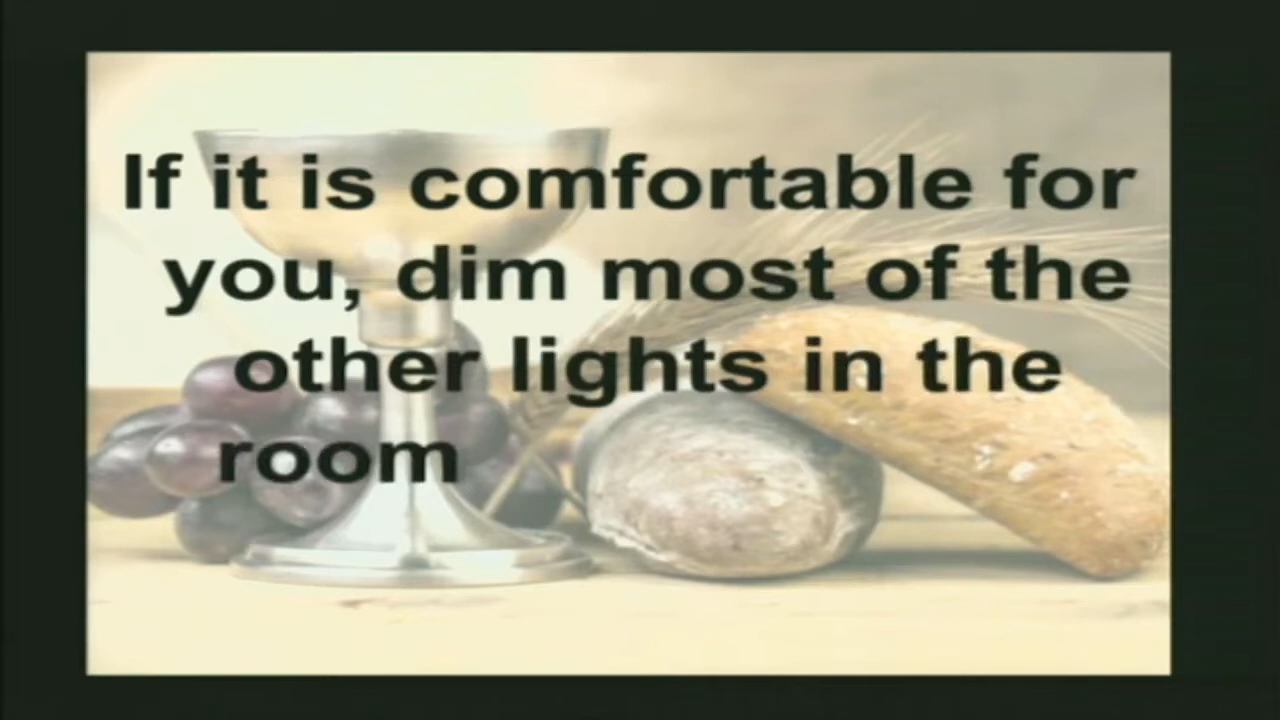 If it is comfortable for
you, dim most of the
other lights in the
room